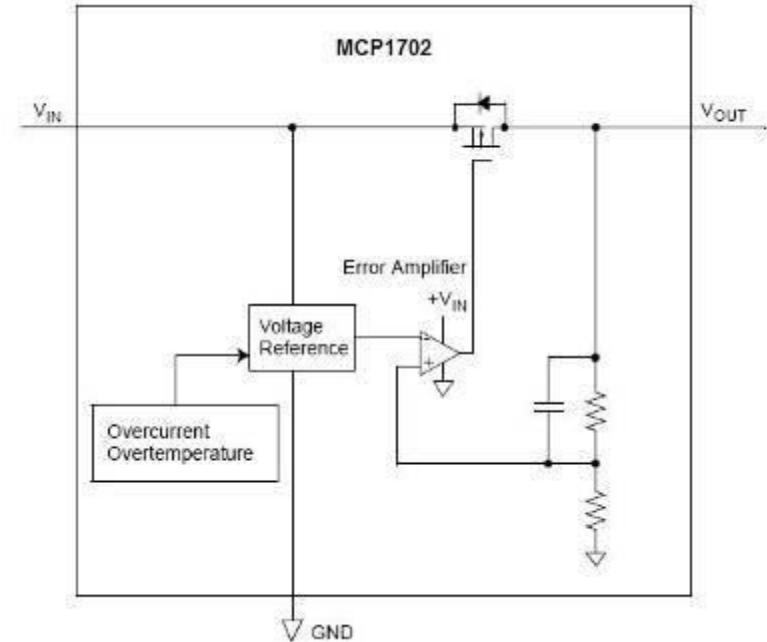 MCP1702
VIN
VOUT
Error Amplifier
+VIN
Voltage
Reference
-
+
Overcurrent
Overtemperature
GND